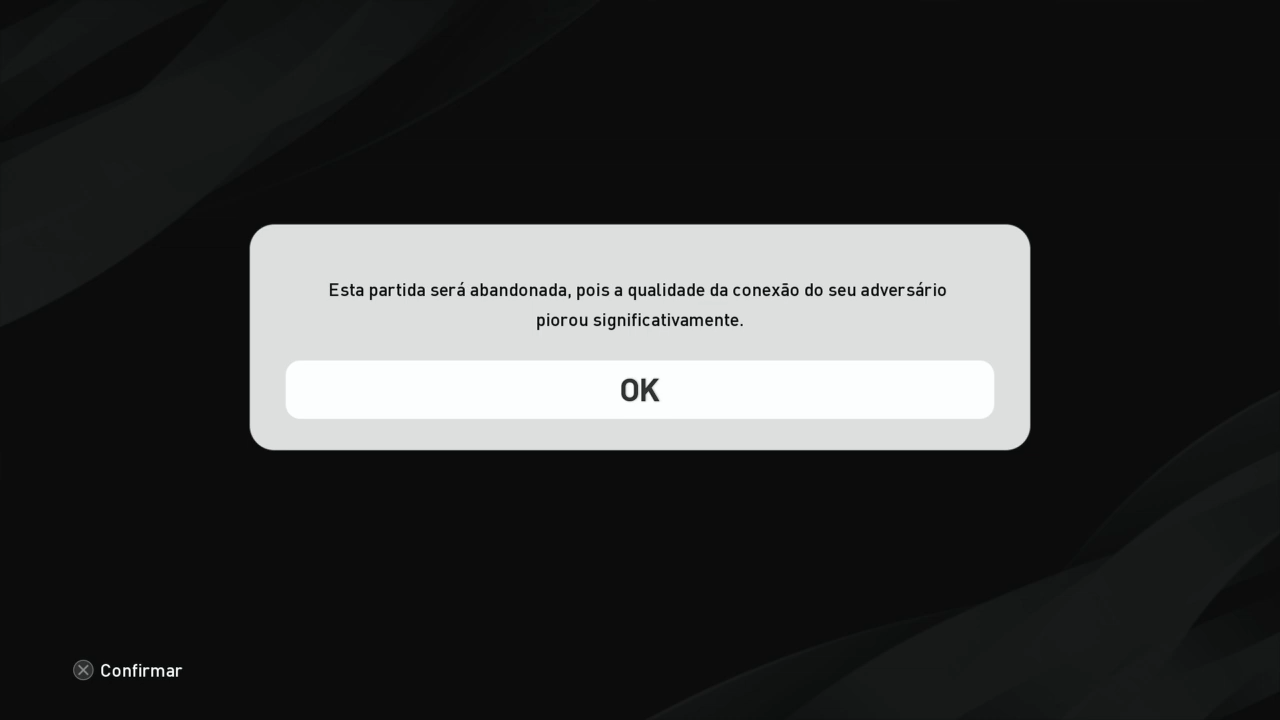 Esta partida será abandonada, pois a qualidade da conexão do seu adversário
piorou significativamente.
OK
Confirmar